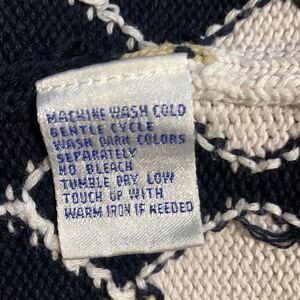 MACHINE WASH COLD
GENTLE CYCLE
WASH DARK COLORS
SEPARATELY
NO BLEACH
TUMBLE DRY LOW
TOUCH UP WITH
WARM IRON IF NEEDED